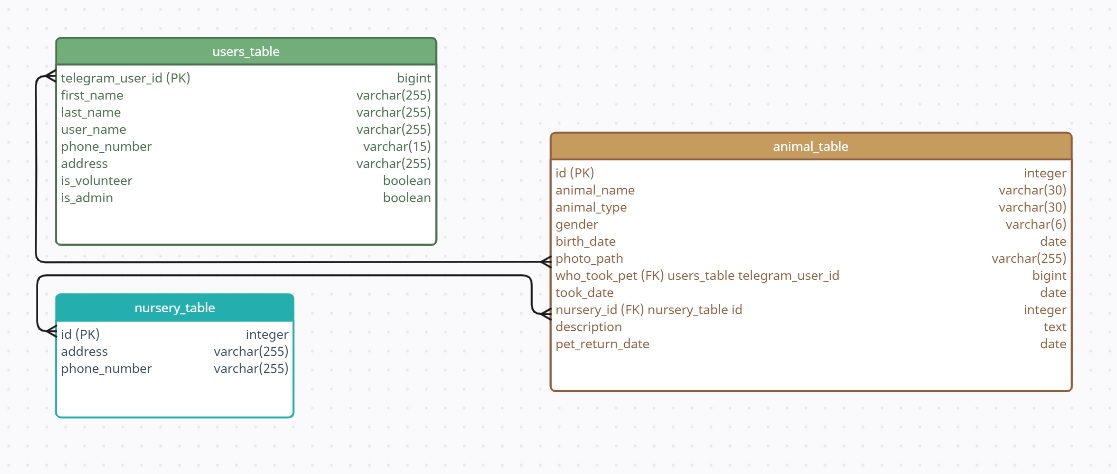 users_table
telegram_user_id (PK) bigint
first_name varchar(255)
last_name varchar(255)
user_name varchar(255)
phone_number varchar(15)
address varchar(255)
is_volunteer boolean
is_admin boolean
animal_table
id (PK) integer
animal_name varchar(30)
animal_type varchar(30)
gender varchar(6)
birth_date date
photo_path varchar(255)
who_took_pet (FK) users_table telegram_user_id bigint
took_date date
nursery_id (FK) nursery_table id integer
description text
pet_return_date date
nursery_table
id (PK) integer
address varchar(255)
phone_number varchar(255)